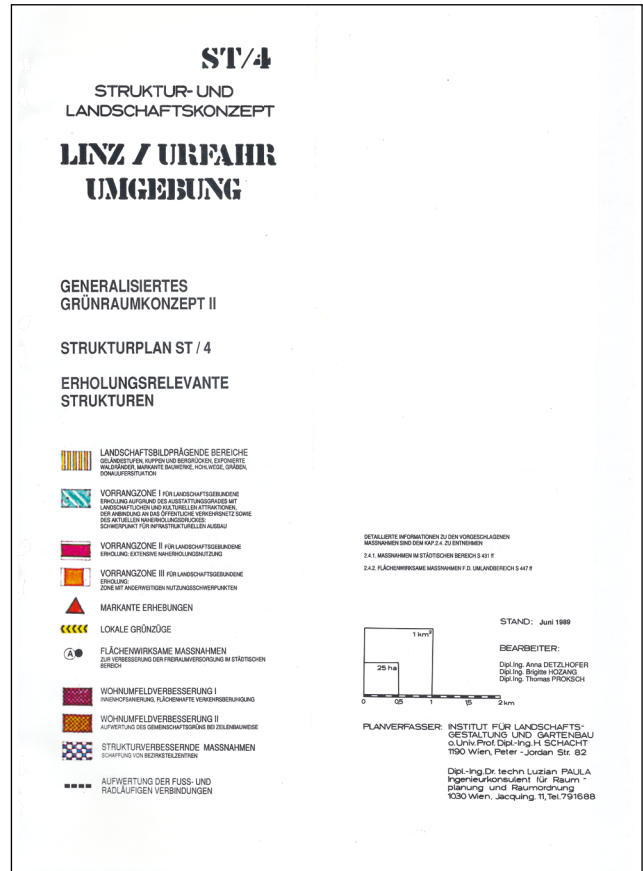 ST/4
STRUKTUR- UND
LANDSCHAFTSKONZEPT
LINZ / URFAHR
UMGEBUNG
GENERALISIERTES
GRÜNRAUMKONZEPT II
STRUKTURPLAN ST / 4
ERHOLUNGSRELEVANTE
STRUKTUREN
LANDSCHAFTSBILDPRÄGENDE BEREICHE
GELÄNDESTUFEN, KUPPEN UND BERGRÜCKEN, EXPONIERTE
WALDRÄNDER, MARKANTE BAUWERKE, HOHLWEGE, GRÄBEN,
DONAUUFERSITUATION
VORRANGZONE I FÜR LANDSCHAFTSGEBUNDENE
ERHOLUNG AUFGRUND DES AUSSTATTUNGSGRADES MIT
LANDSCHAFTLICHEN UND KULTURELLEN ATTRAKTIONEN,
DER ANBINDUNG AN DAS ÖFFENTLICHE VERKEHRSNETZ SOWIE
DES AKTUELLEN NAHERHOLUNGSDRUCKES:
SCHWERPUNKT FÜR INFRASTRUKTURELLEN AUSBAU
VORRANGZONE II FÜR LANDSCHAFTSGEBUNDENE
ERHOLUNG: EXTENSIVE NAHERHOLUNGSNUTZUNG
VORRANGZONE III FÜR LANDSCHAFTSGEBUNDENE
ERHOLUNG:
ZONE MIT ANDERWEITIGEN NUTZUNGSSCHWERPUNKTEN
MARKANTE ERHEBUNGEN
LOKALE GRÜNZÜGE
A
FLÄCHENWIRKSAME MASSNAHMEN
ZUR VERBESSERUNG DER FREIRAUMVERSORGUNG IM STÄDTISCHEN
BEREICH
WOHNUMFELDVERBESSERUNG I
INNENHOFSANIERUNG, FLÄCHENHAFTE VERKEHRSBERUHIGUNG
WOHNUMFELDVERBESSERUNG II
AUFWERTUNG DES GEMEINSCHAFTSGRÜNS BEI ZEILENBAUWEISE
STRUKTURVERBESSERNDE MASSNAHMEN
SCHAFFUNG VON BEZIRKSTEILZENTREN
AUFWERTUNG DER FUSS- UND
RADLÄUFIGEN VERBINDUNGEN
DETAILLIERTE INFORMATIONEN ZU DEN VORGESCHLAGENEN
MASSNAHMEN SIND DEM KAP.2.4. ZU ENTNEHMEN
2.4.1. MASSNAHMEN IM STÄDTISCHEN BEREICH S 431 ff
2.4.2. FLÄCHENWIRKSAME MASSNAHMEN F.D. UMLANDBEREICH S 447 ff
STAND: Juni 1989
BEARBEITER:
Dipl.Ing. Anna DETZLHOFER
Dipl.Ing. Brigitte HOZANG
Dipl.Ing. Thomas PROKSCH
1 km²
25 ha
0 0,5 1 1,5 2km
PLANVERFASSER: INSTITUT FÜR LANDSCHAFTS-
GESTALTUNG UND GARTENBAU
o.Univ.Prof. Dipl.-Ing. H. SCHACHT
1190 Wien, Peter - Jordan Str. 82
Dipl.-Ing.Dr. techn Luzian PAULA
Ingenieurkonsulent für Raum -
planung und Raumordnung
1030 Wien, Jacquing. 11, Tel. 791688